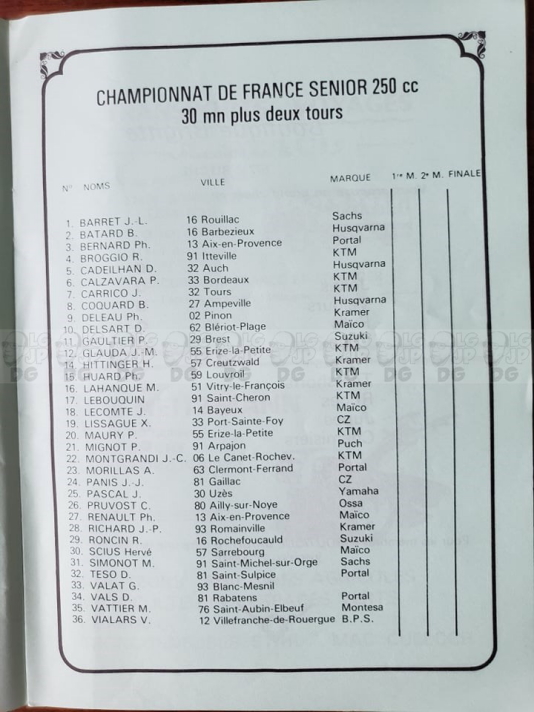 CHAMPIONNAT DE FRANCE SENIOR 250 cc
30 mn plus deux tours
N° NOMS VILLE MARQUE 1re M. 2e M. FINALE
1. BARRET J.-L. 16 Rouillac Sachs
2. BATARD B. 16 Barbezieux Husqvarna
3. BERNARD Ph. 13 Aix-en-Provence Portal
4. BROGGIO R. 91 Itteville KTM
5. CADEILHAN D. 32 Auch Husqvarna
6. CALZAVARA P. 33 Bordeaux KTM
7. CARRICO J. 32 Tours KTM
8. COQUARD B. 27 Ampeville Husqvarna
9. DELEAU Ph. 02 Pinon Kramer
10. DELSART D. 62 Blériot-Plage Maïco
11. GAULTIER P. 29 Brest Suzuki
12. GLAUDA J.-M. 55 Erize-la-Petite KTM
14. HITTINGER H. 57 Creutzwald Kramer
15. HUARD Ph. 59 Louvroil KTM
16. LAHANQUE M. 51 Vitry-le-François Kramer
17. LEBOUQUIN 91 Saint-Cheron KTM
18. LECOMTE J. 14 Bayeux Maïco
19. LISSAGUE X. 33 Port-Sainte-Foy CZ
20. MAURY P. 55 Erize-la-Petite KTM
21. MIGNOT P. 91 Arpajon Puch
22. MONTGRANDI J.-C. 06 Le Canet-Rochev. KTM
23. MORILLAS A. 63 Clermont-Ferrand Portal
24. PANIS J.-J. 81 Gaillac CZ
25. PASCAL J. 30 Uzès Yamaha
26. PRUVOST C. 80 Ailly-sur-Noye Ossa
27. RENAULT Ph. 13 Aix-en-Provence Maïco
28. RICHARD J.-P. 93 Romainville Kramer
29. RONCIN R. 16 Rochefoucauld Suzuki
30. SCIUS Hervé 57 Sarrebourg Maïco
31. SIMONOT M. 91 Saint-Michel-sur-Orge Sachs
32. TESO D. 81 Saint-Sulpice Portal
33. VALAT G. 93 Blanc-Mesnil
34. VALS D. 81 Rabatens Portal
35. VATTIER M. 76 Saint-Aubin-Elbeuf Montesa
36. VIALARS V. 12 Villefranche-de-Rouergue B.P.S.